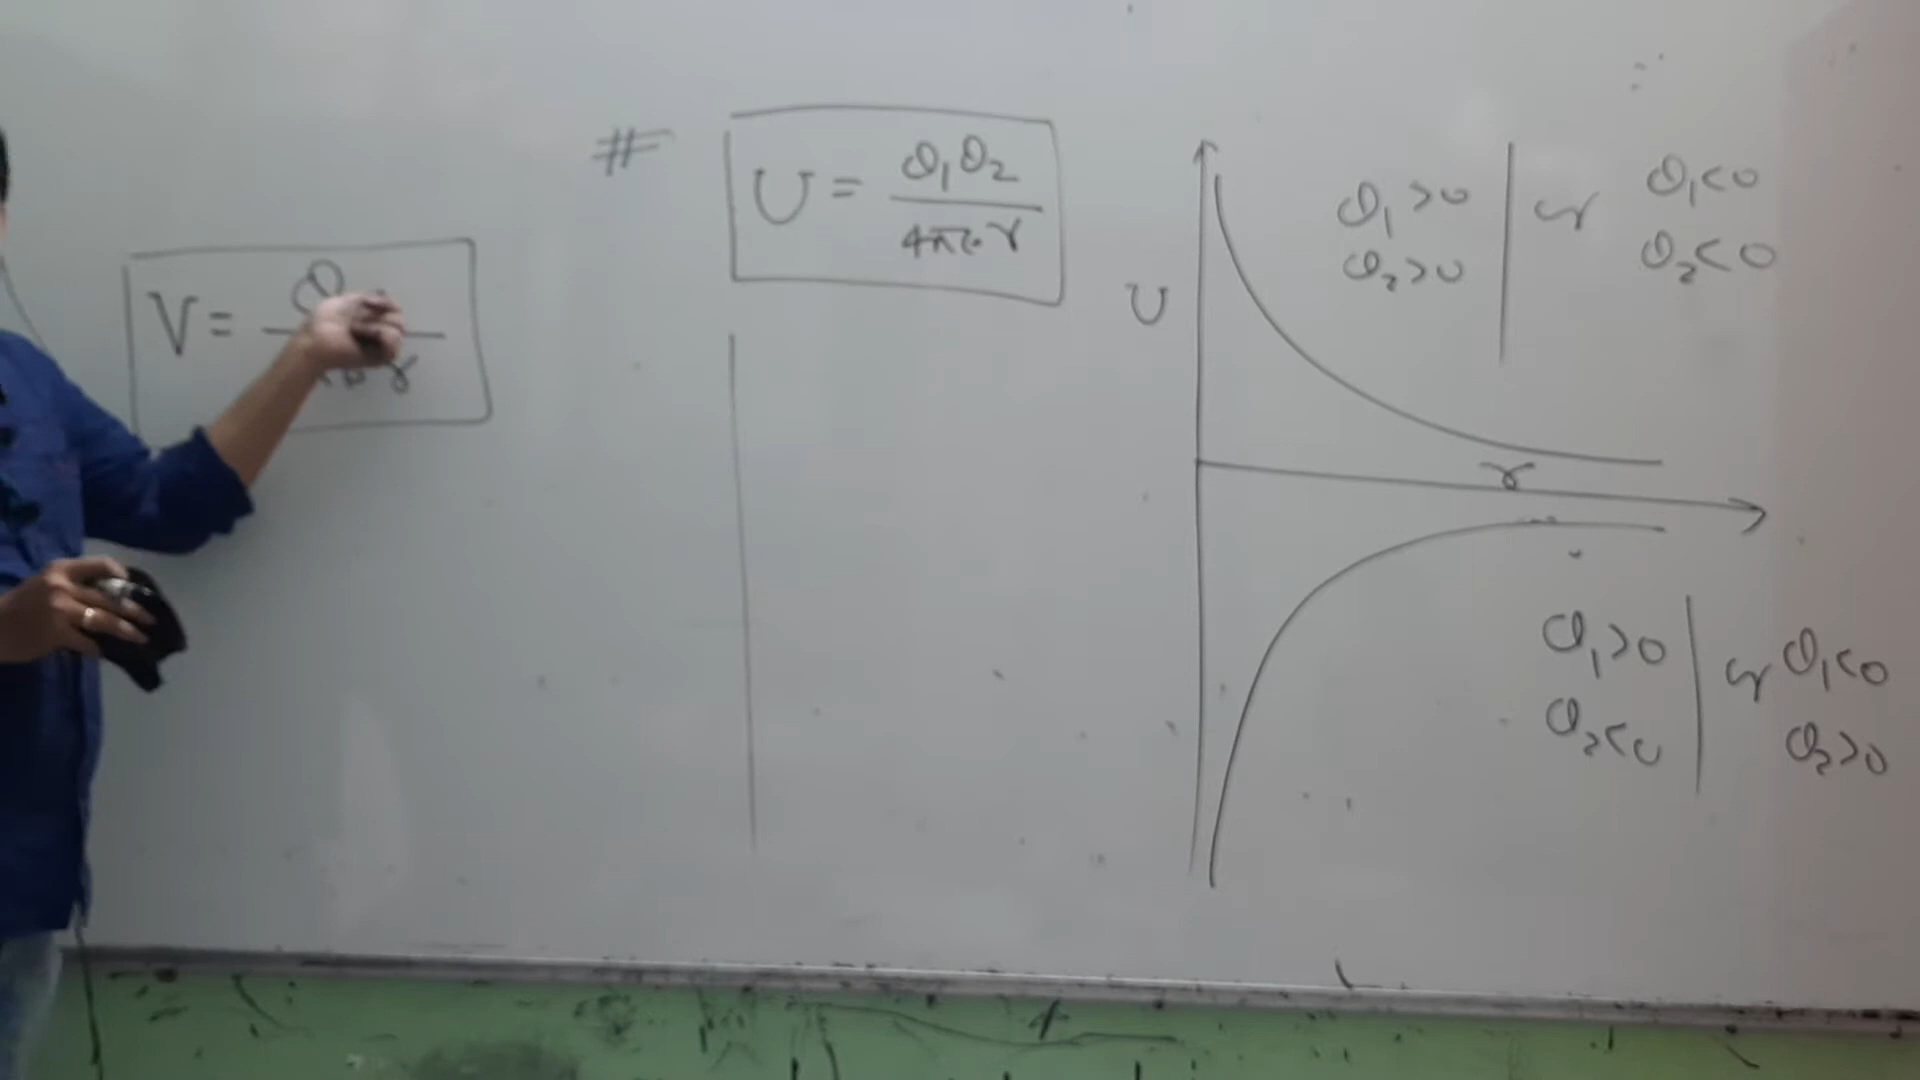 V = Q
r
#
U = Q₁Q₂
4πε₀r
U
Q₁>0
Q₂>0
or
Q₁<0
Q₂<0
r
Q₁>0
Q₂<0
or
Q₁<0
Q₂>0